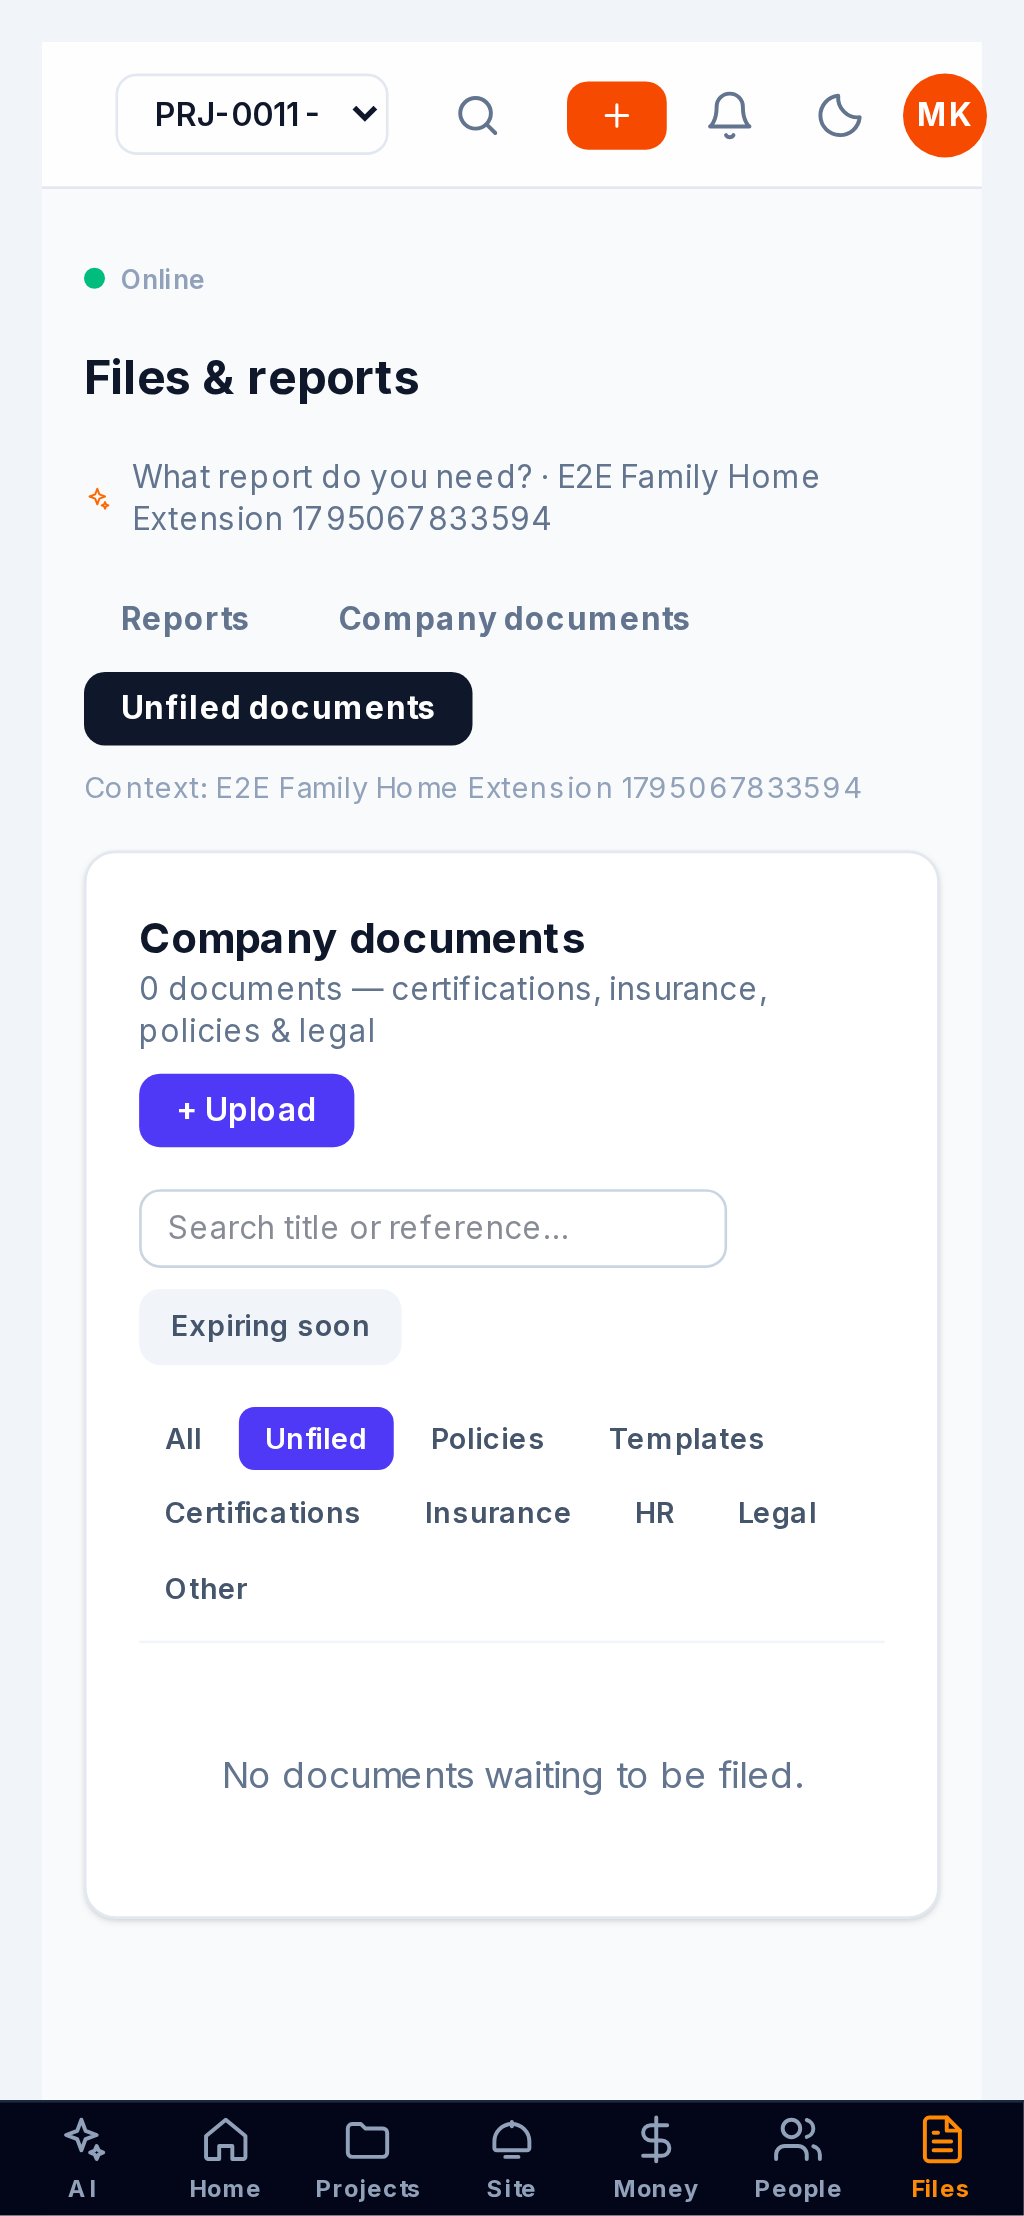 PRJ-0011 -
MK
Online
Files & reports
What report do you need? · E2E Family Home
Extension 1795067833594
Reports
Company documents
Unfiled documents
Context: E2E Family Home Extension 1795067833594
Company documents
0 documents — certifications, insurance,
policies & legal
+ Upload
Search title or reference...
Expiring soon
All Unfiled Policies Templates
Certifications Insurance HR Legal
Other
No documents waiting to be filed.
AI Home Projects Site Money People Files